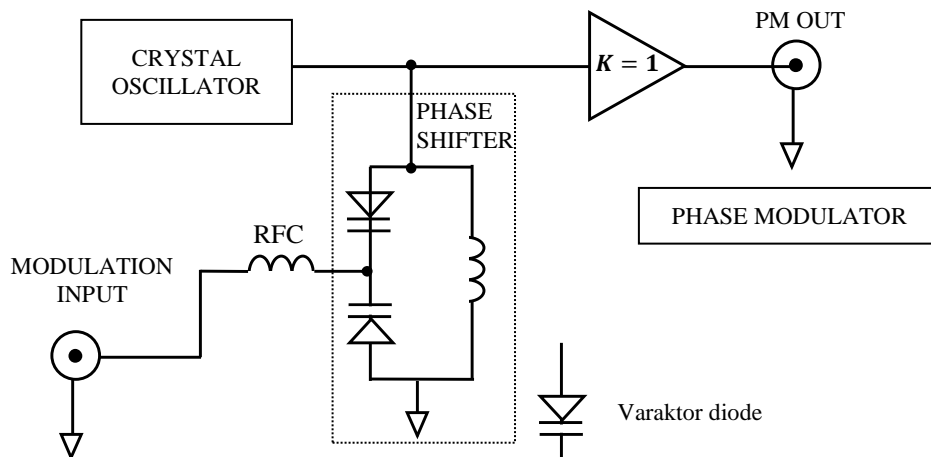 PM OUT
CRYSTAL
OSCILLATOR
K = 1
PHASE
SHIFTER
PHASE MODULATOR
RFC
MODULATION
INPUT
Varaktor diode